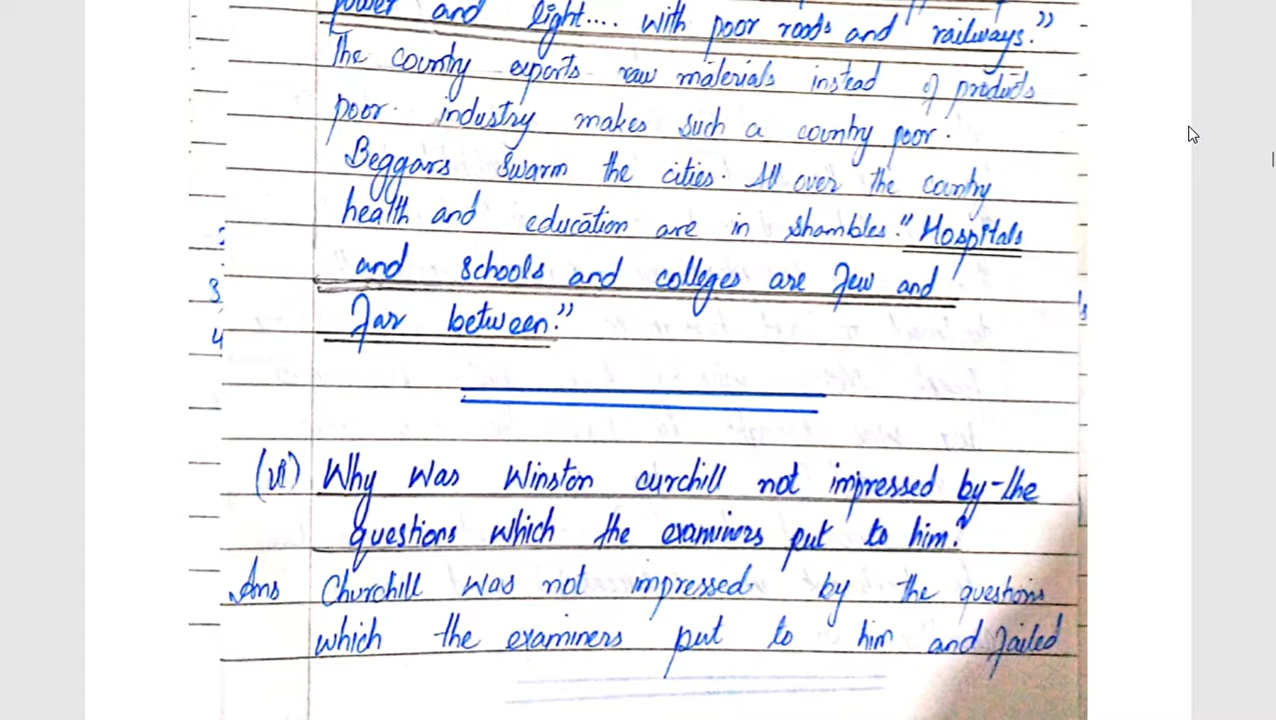 power and light.... with poor roads and railways."
The country exports raw materials instead of products
poor. industry makes such a country poor.
Beggars swarm the cities. All over the country
health and education are in shambles." Hospitals
and schools and colleges are few and
3
far between."
4
(vi) Why was Winston curchill not impressed by the
questions which the examiners put to him?
Ans Churchill was not impressed by the questions
which the examiners put to him and failed